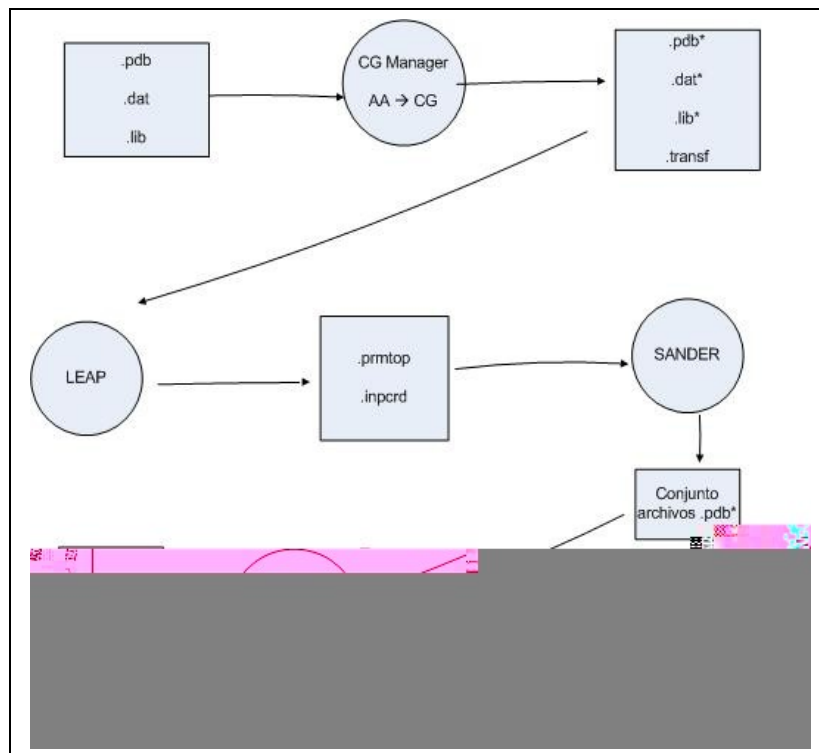 .pdb
.dat
.lib
CG Manager
AA → CG
.pdb*
.dat*
.lib*
.transf
LEAP
.prmtop
.inpcrd
SANDER
Conjunto
archivos .pdb*